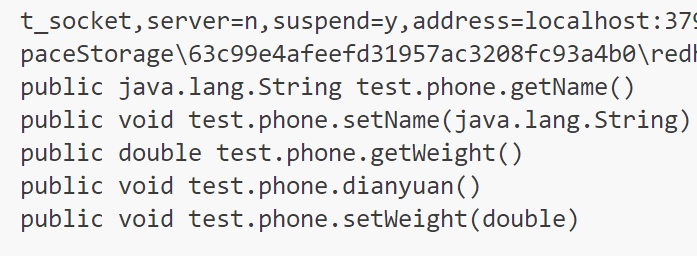 t_socket,server=n,suspend=y,address=localhost:379
paceStorage\63c99e4afeefd31957ac3208fc93a4b0\redh
public java.lang.String test.phone.getName()
public void test.phone.setName(java.lang.String)
public double test.phone.getWeight()
public void test.phone.dianyuan()
public void test.phone.setWeight(double)